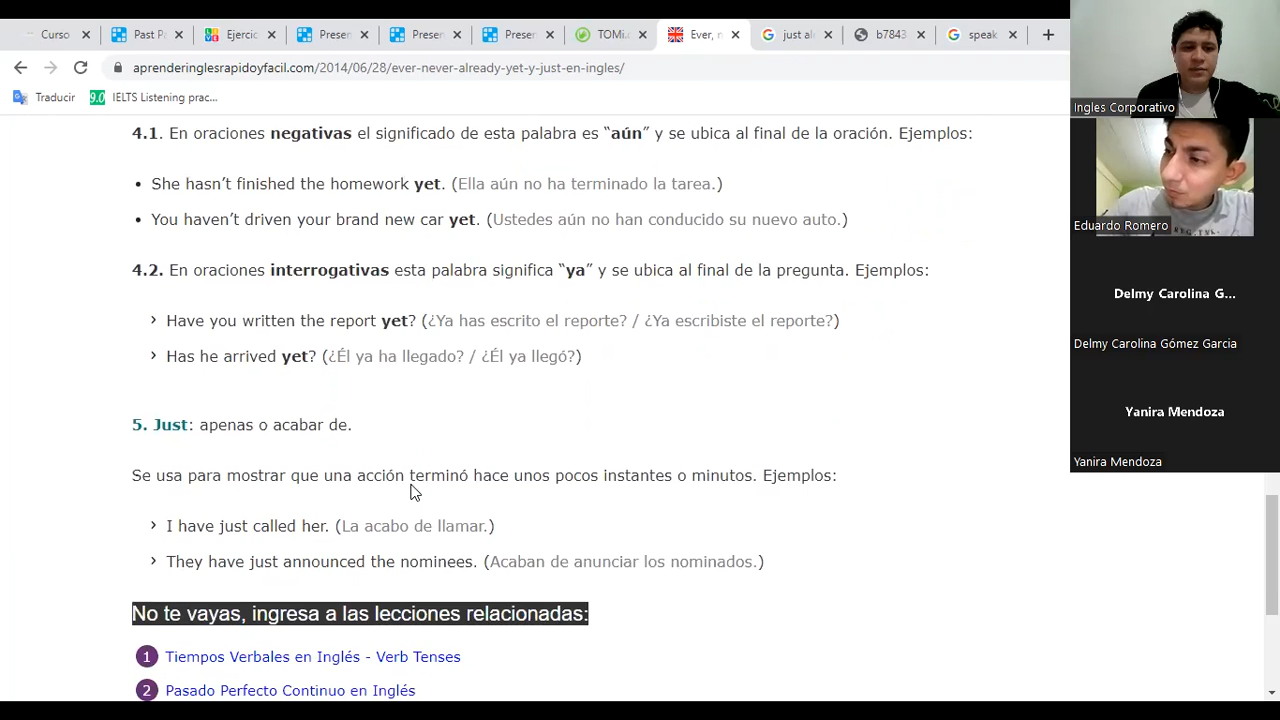 Curso
Past Pa
Ejercic
Presen
Presen
Presen
TOMi.d
Ever, n
just alr
b7843
speak
aprenderinglesrapidoyfacil.com/2014/06/28/ever-never-already-yet-y-just-en-ingles/
Traducir
9.0 IELTS Listening prac...
4.1. En oraciones negativas el significado de esta palabra es “aún” y se ubica al final de la oración. Ejemplos:
• She hasn’t finished the homework yet. (Ella aún no ha terminado la tarea.)
• You haven’t driven your brand new car yet. (Ustedes aún no han conducido su nuevo auto.)
4.2. En oraciones interrogativas esta palabra significa “ya” y se ubica al final de la pregunta. Ejemplos:
› Have you written the report yet? (¿Ya has escrito el reporte? / ¿Ya escribiste el reporte?)
› Has he arrived yet? (¿Él ya ha llegado? / ¿Él ya llegó?)
5. Just: apenas o acabar de.
Se usa para mostrar que una acción terminó hace unos pocos instantes o minutos. Ejemplos:
› I have just called her. (La acabo de llamar.)
› They have just announced the nominees. (Acaban de anunciar los nominados.)
No te vayas, ingresa a las lecciones relacionadas:
1 Tiempos Verbales en Inglés - Verb Tenses
2 Pasado Perfecto Continuo en Inglés
Ingles Corporativo
Eduardo Romero
Delmy Carolina G...
Delmy Carolina Gómez Garcia
Yanira Mendoza
Yanira Mendoza